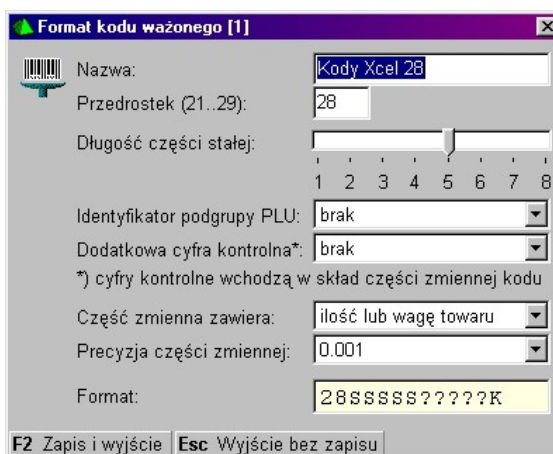 Format kodu ważonego [1]
Nazwa: Kody Xcel 28
Przedrostek (21..29): 28
Długość części stałej:
1 2 3 4 5 6 7 8
Identyfikator podgrupy PLU: brak
Dodatkowa cyfra kontrolna*: brak
*) cyfry kontrolne wchodzą w skład części zmiennej kodu
Część zmienna zawiera: ilość lub wagę towaru
Precyzja części zmiennej: 0.001
Format: 28SSSSS?????K
F2 Zapis i wyjście Esc Wyjście bez zapisu